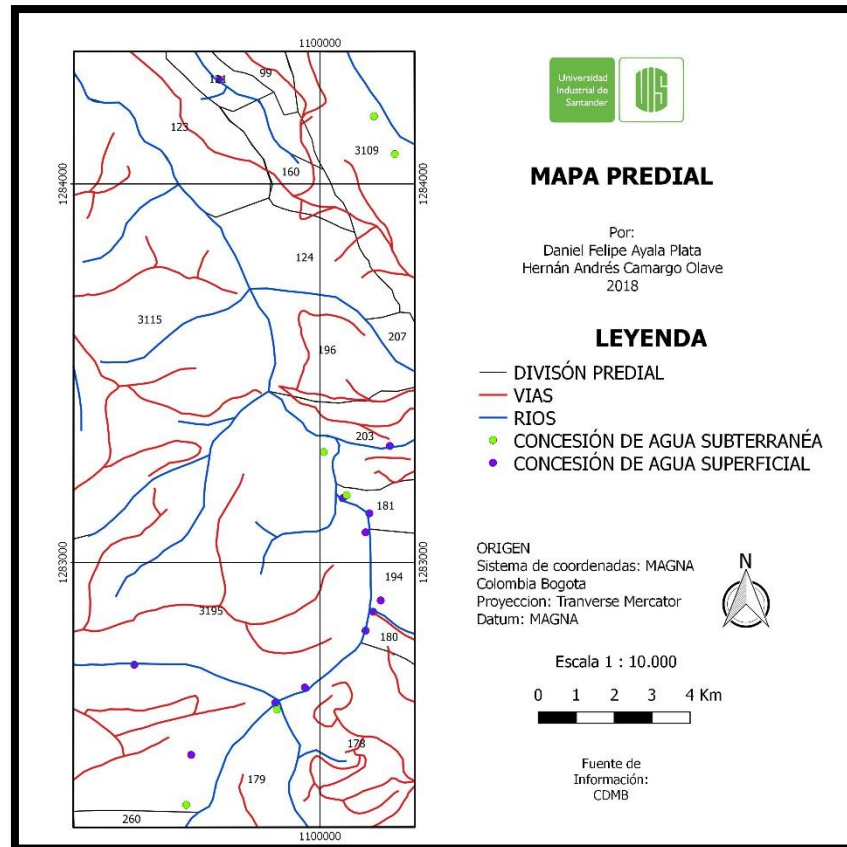 1100000
121
99
123
3109
160
1284000
1284000
124
3115
207
196
203
181
1283000
1283000
194
3195
180
178
179
260
1100000
Universidad
Industrial de
Santander
UIS
MAPA PREDIAL
Por:
Daniel Felipe Ayala Plata
Hernán Andrés Camargo Olave
2018
LEYENDA
DIVISÓN PREDIAL
VIAS
RIOS
CONCESIÓN DE AGUA SUBTERRANÉA
CONCESIÓN DE AGUA SUPERFICIAL
ORIGEN
Sistema de coordenadas: MAGNA
Colombia Bogota
Proyeccion: Tranverse Mercator
Datum: MAGNA
N
Escala 1 : 10.000
0 1 2 3 4 Km
Fuente de
Información:
CDMB